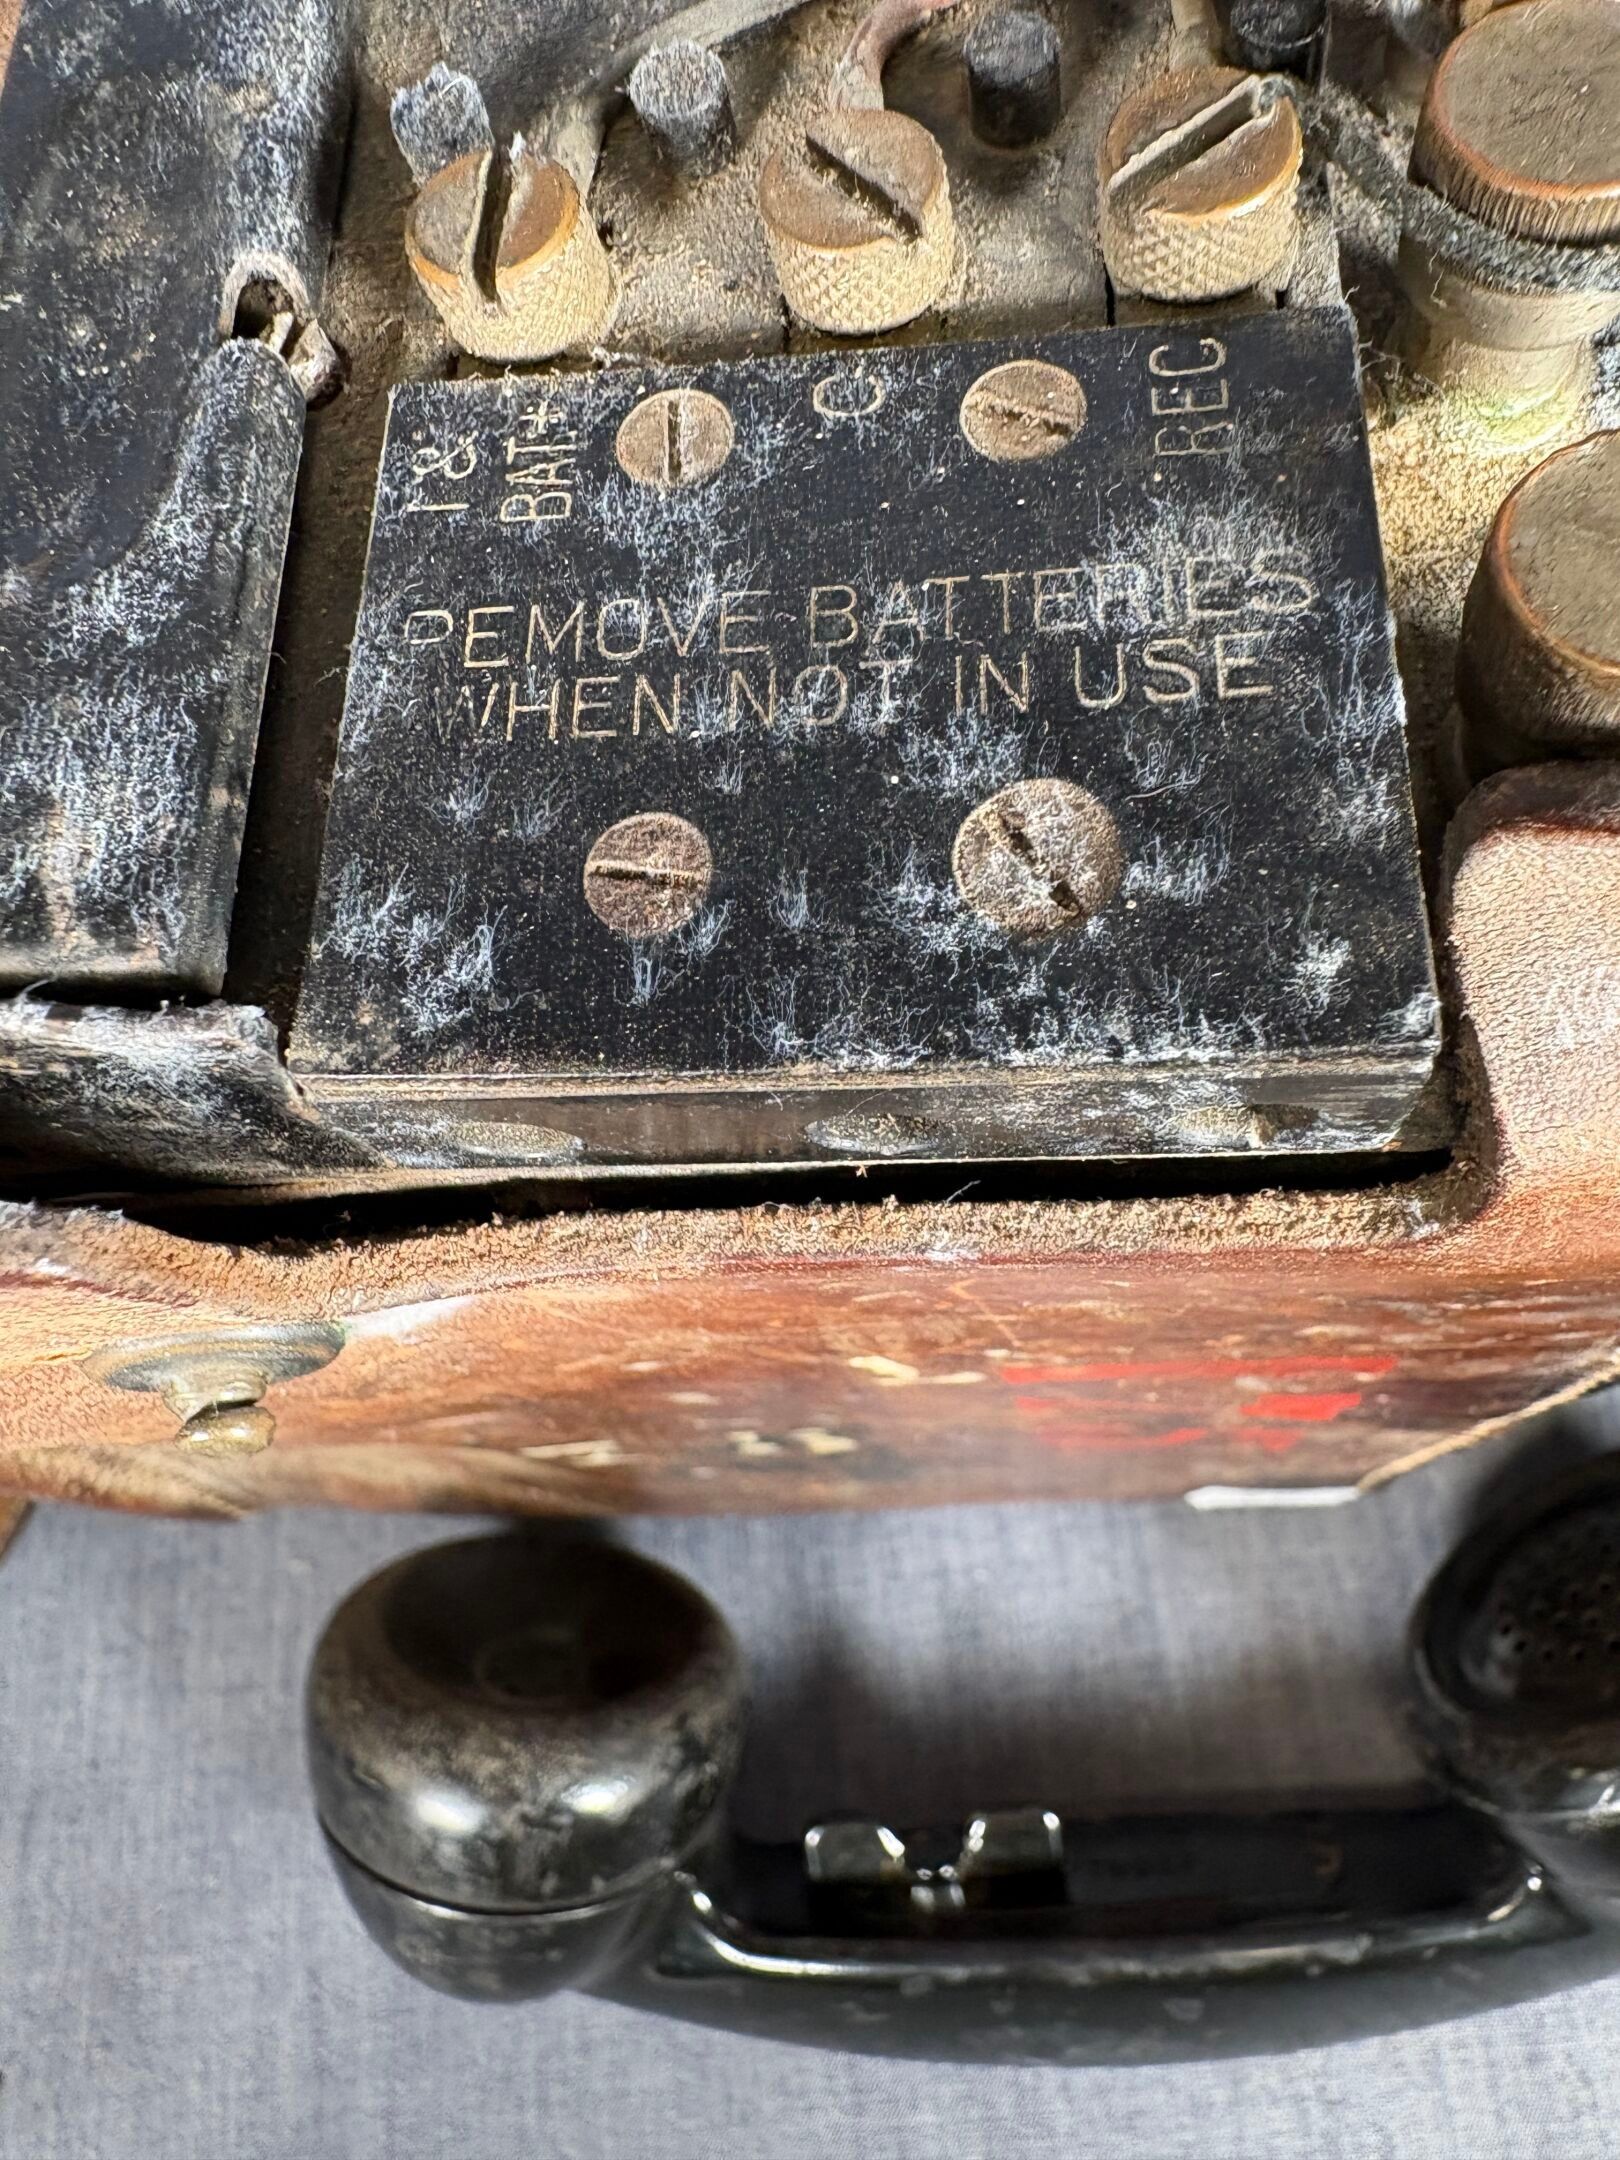 T &
BAT +
C
REC
REMOVE BATTERIES
WHEN NOT IN USE